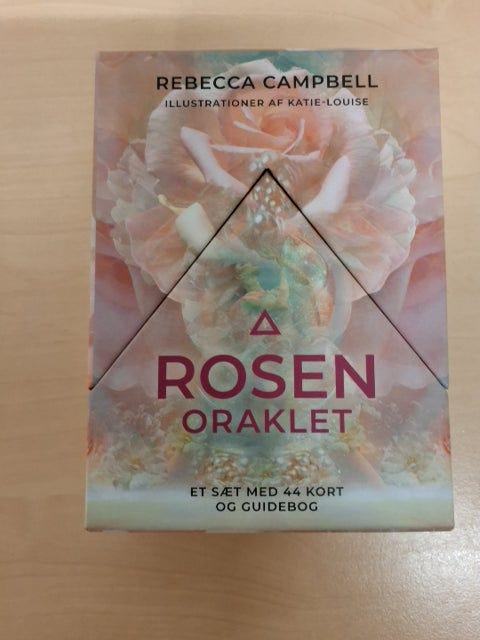 REBECCA CAMPBELL
ILLUSTRATIONER AF KATIE-LOUISE
ROSEN
ORAKLET
ET SÆT MED 44 KORT
OG GUIDEBOG